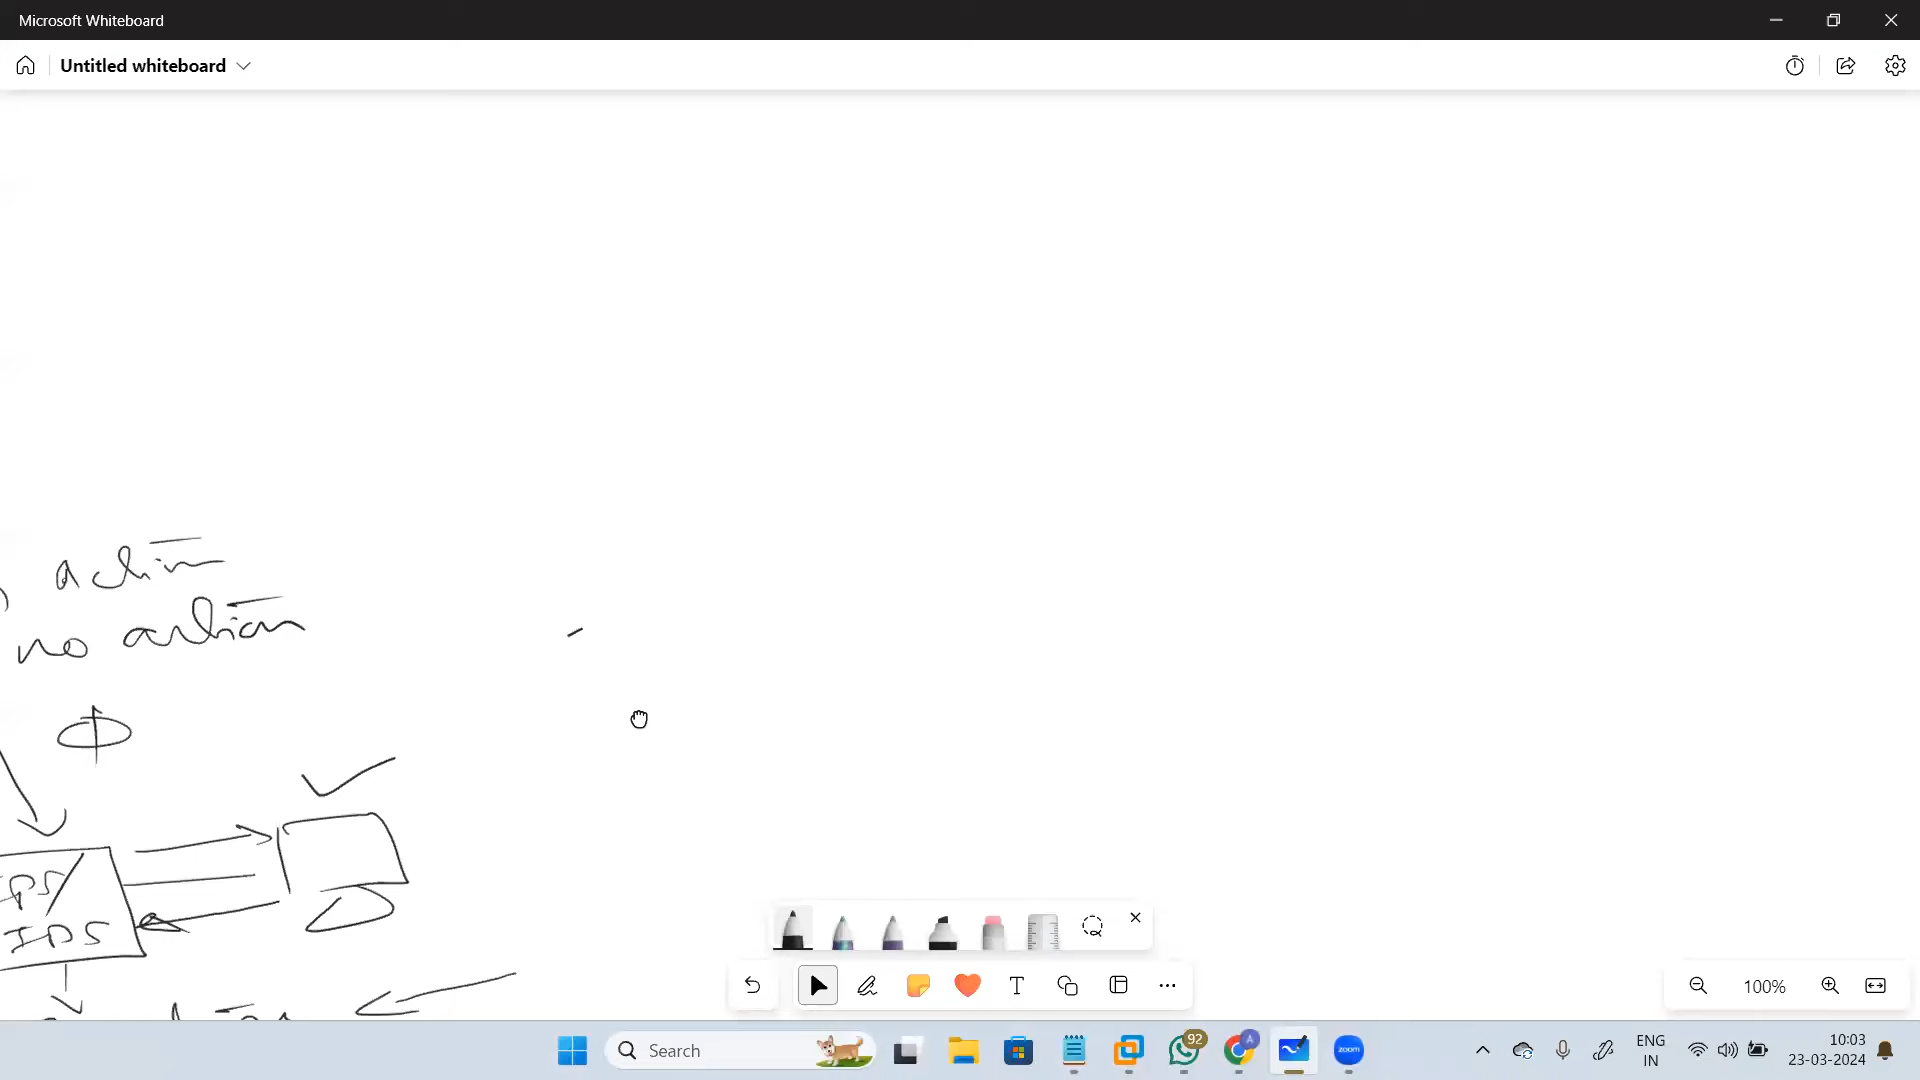 Microsoft Whiteboard
Untitled whiteboard
action
no action
IPS/
IDS
T
100%
Search
92
A
zoom
ENG
IN
10:03
23-03-2024